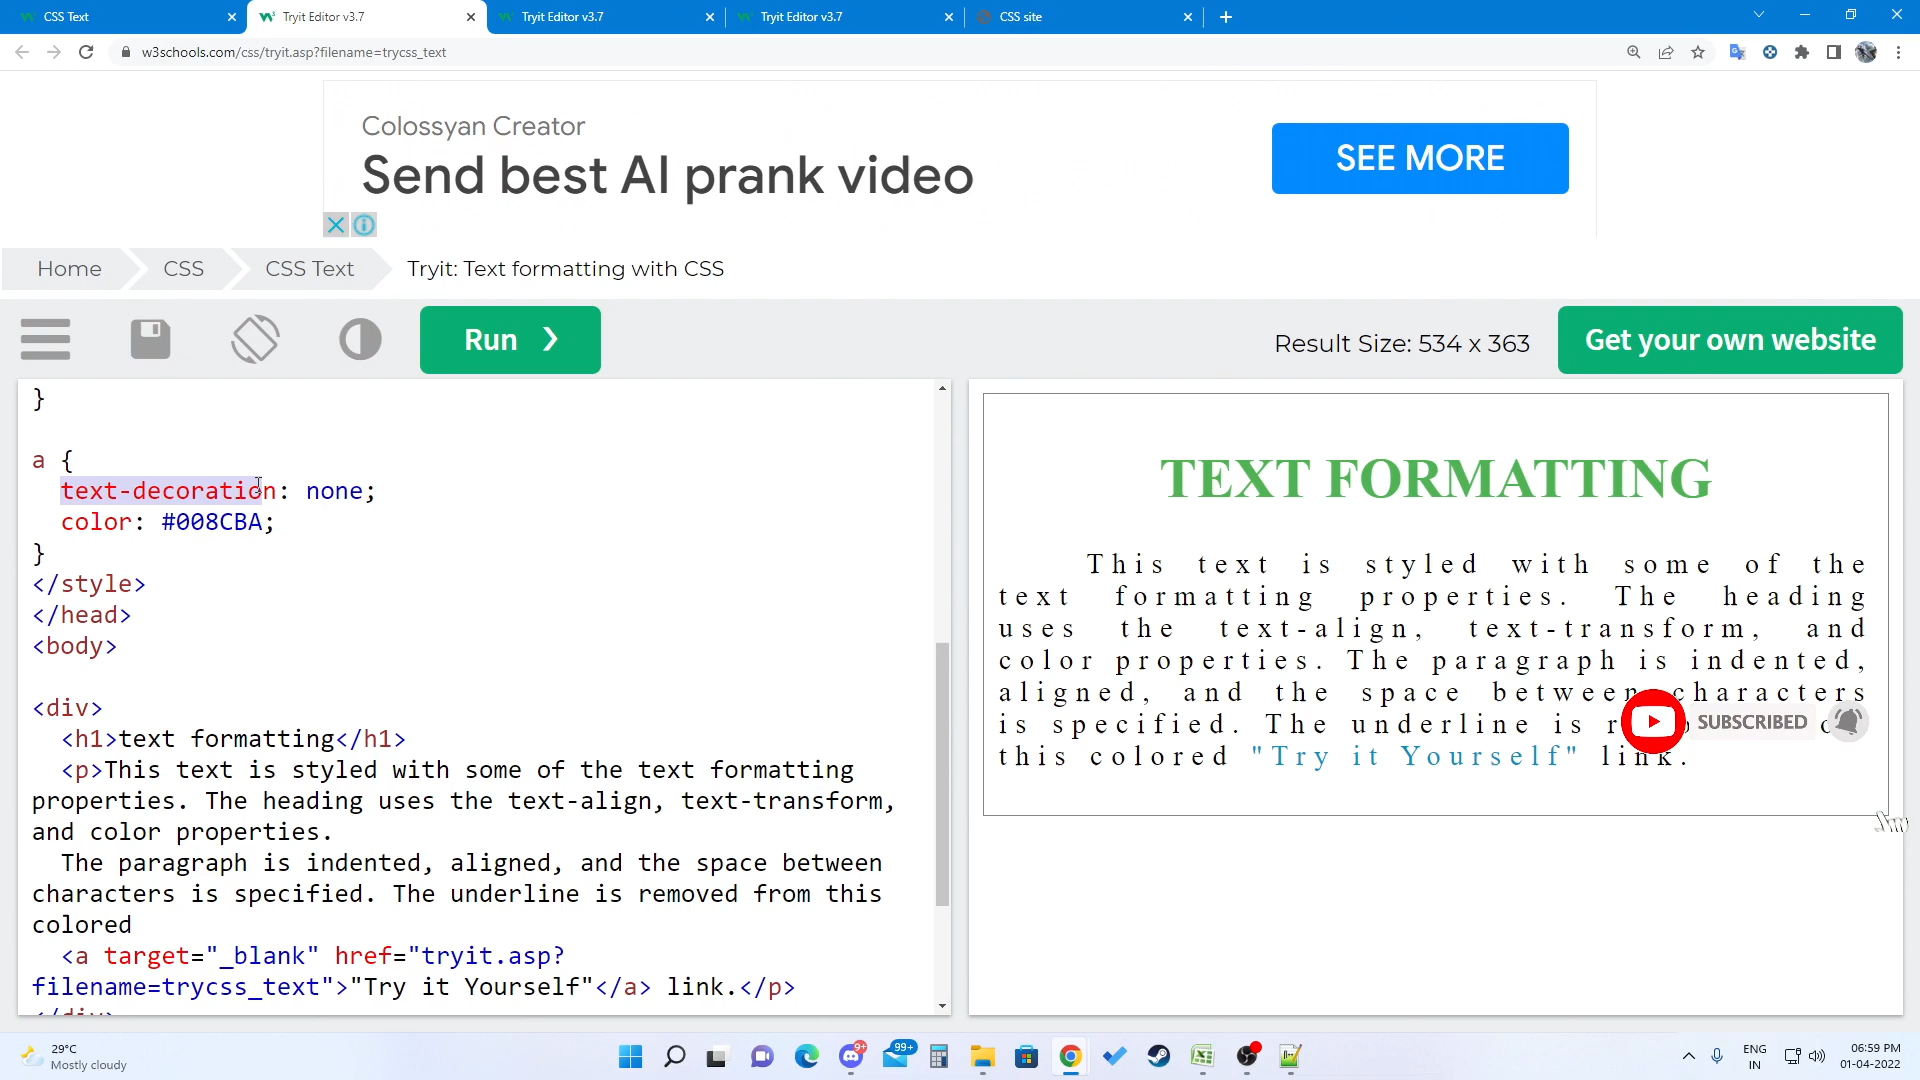 CSS Text
Tryit Editor v3.7
Tryit Editor v3.7
Tryit Editor v3.7
CSS site
w3schools.com/css/tryit.asp?filename=trycss_text
Colossyan Creator
Send best AI prank video
SEE MORE
Home
CSS
CSS Text
Tryit: Text formatting with CSS
Run ❯
Result Size: 534 x 363
Get your own website
}
a {
text-decoration: none;
color: #008CBA;
}
</style>
</head>
<body>
<div>
<h1>text formatting</h1>
<p>This text is styled with some of the text formatting
properties. The heading uses the text-align, text-transform,
and color properties.
The paragraph is indented, aligned, and the space between
characters is specified. The underline is removed from this
colored
<a target="_blank" href="tryit.asp?
filename=trycss_text">"Try it Yourself"</a> link.</p>
</div>
TEXT FORMATTING
This text is styled with some of the
text formatting properties. The heading
uses the text-align, text-transform, and
color properties. The paragraph is indented,
aligned, and the space between characters
is specified. The underline is
this colored "Try it Yourself" link.
SUBSCRIBED
29°C
Mostly cloudy
9+
99+
ENG
IN
06:59 PM
01-04-2022